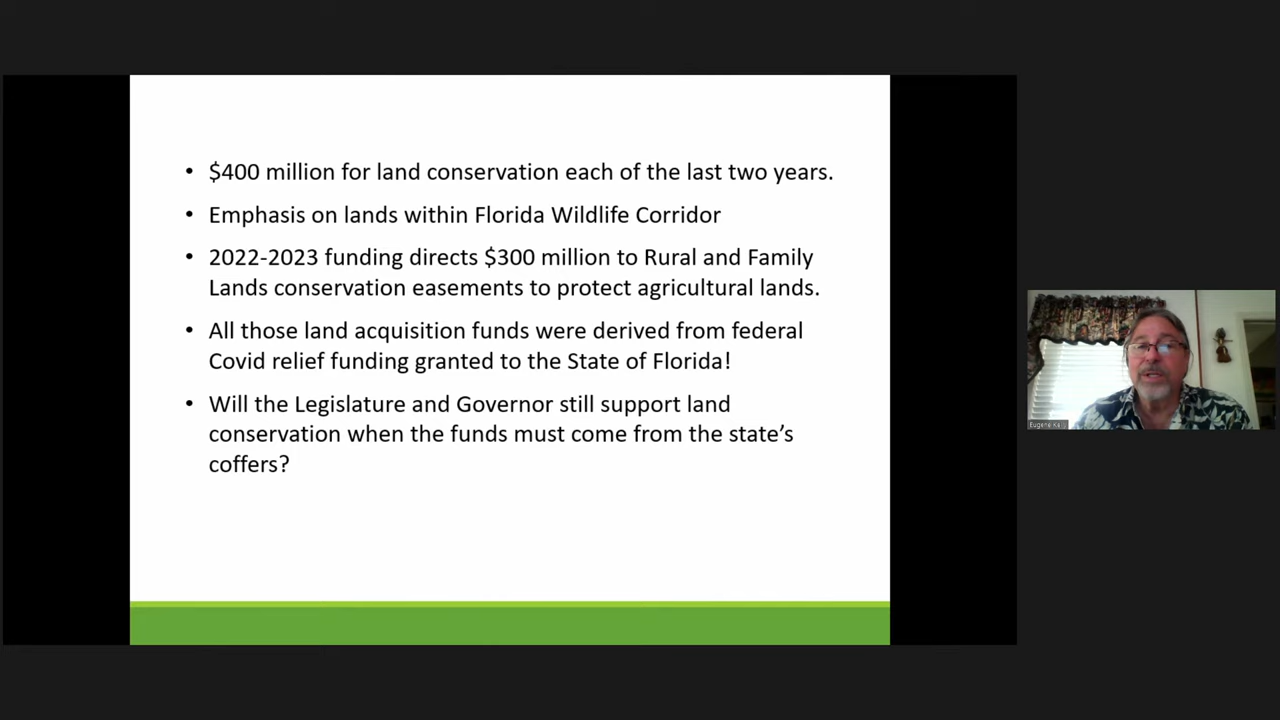 • $400 million for land conservation each of the last two years.
• Emphasis on lands within Florida Wildlife Corridor
• 2022-2023 funding directs $300 million to Rural and Family
Lands conservation easements to protect agricultural lands.
• All those land acquisition funds were derived from federal
Covid relief funding granted to the State of Florida!
• Will the Legislature and Governor still support land
conservation when the funds must come from the state’s
coffers?
Eugene Kelly